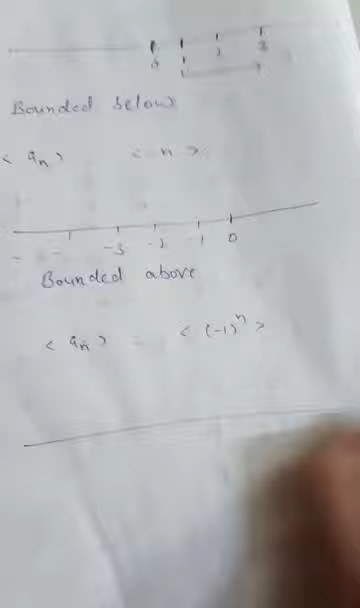 0 1 2 3
Bounded below
< aₙ > < -n >
-3 -2 -1 0
Bounded above
< aₙ > = < (-1)ⁿ >